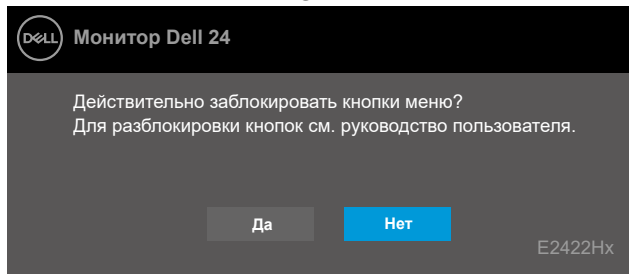 DELL Монитор Dell 24
Действительно заблокировать кнопки меню?
Для разблокировки кнопок см. руководство пользователя.
Да Нет
E2422Hx